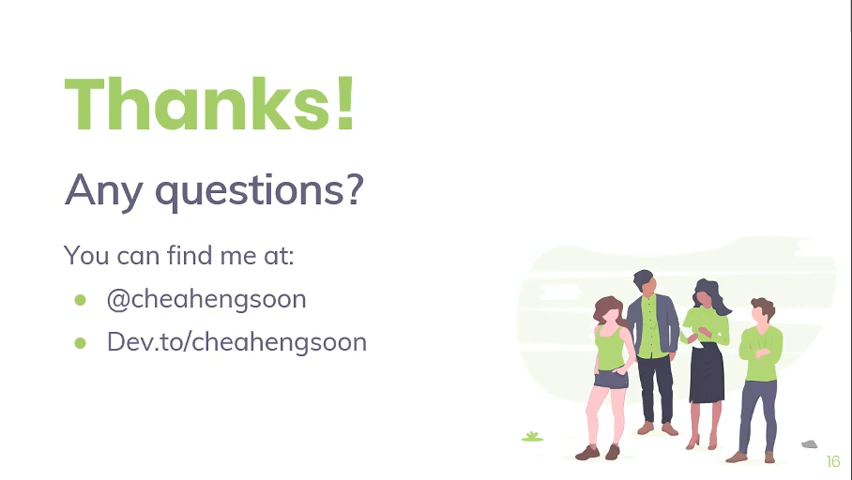 Thanks!
Any questions?
You can find me at:
● @cheahengsoon
● Dev.to/cheahengsoon
16